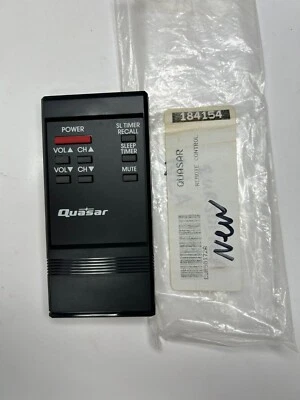 POWER
SL TIMER
RECALL
VOL▲ CH▲
SLEEP
TIMER
VOL▼ CH▼
MUTE
Quasar
184154
QUASAR
REMOTE CONTROL
NEW